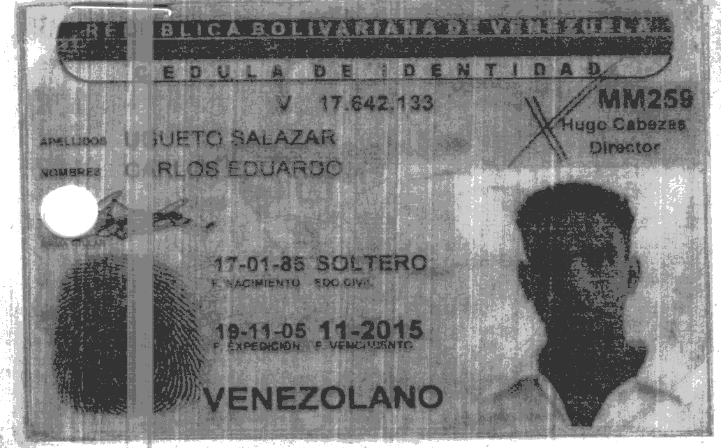 REPÚBLICA BOLIVARIANA DE VENEZUELA
CEDULA DE IDENTIDAD
V 17.642.133
MM259
Hugo Cabezas
Director
APELLIDOS UGUETO SALAZAR
NOMBRES CARLOS EDUARDO
17-01-85 SOLTERO
F. NACIMIENTO EDO CIVIL
19-11-05 11-2015
F. EXPEDICION F. VENCIMIENTO
VENEZOLANO